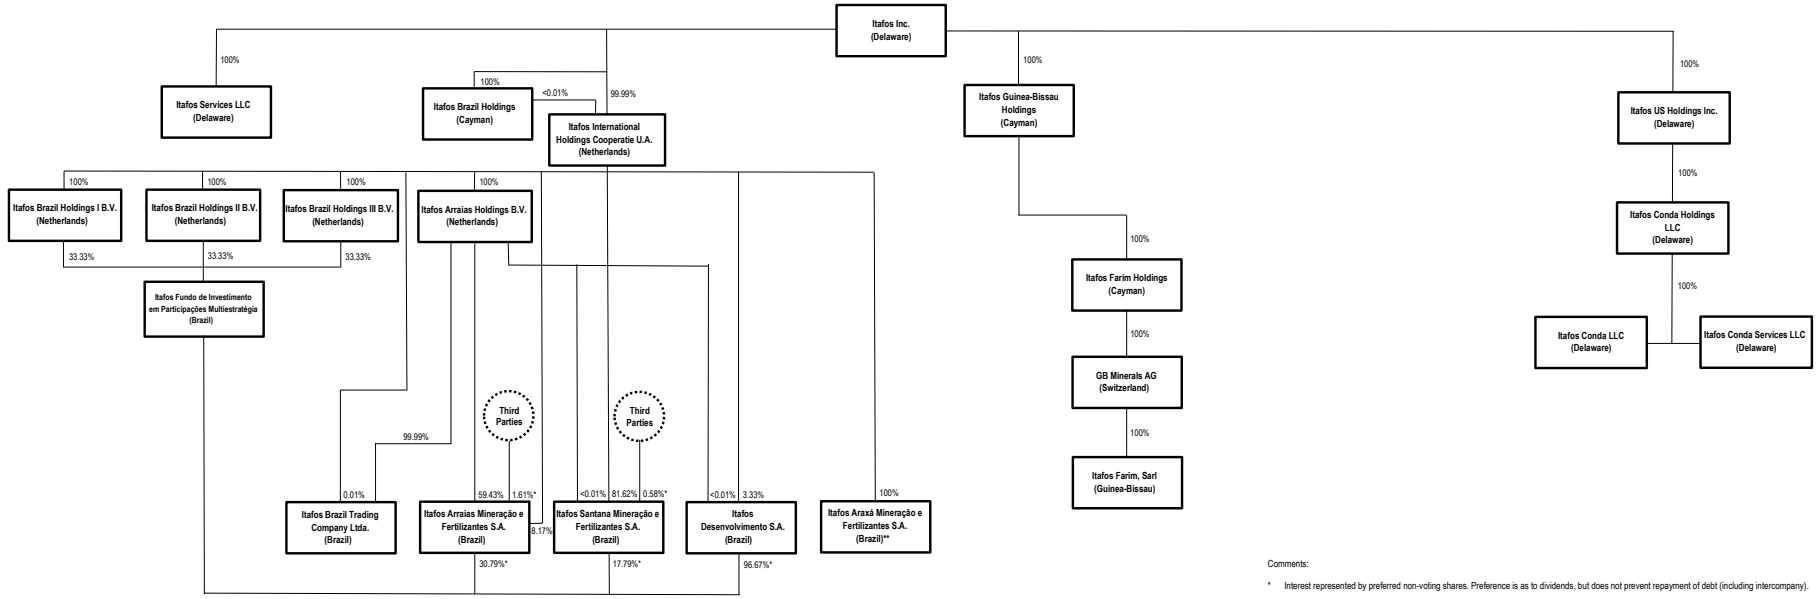 Itafos Inc.
(Delaware)
100%
100%
100%
Itafos Services LLC
(Delaware)
100%
<0.01%
99.99%
Itafos Brazil Holdings
(Cayman)
Itafos International
Holdings Cooperatie U.A.
(Netherlands)
Itafos Guinea-Bissau
Holdings
(Cayman)
Itafos US Holdings Inc.
(Delaware)
100%
100%
100%
100%
100%
Itafos Brazil Holdings I B.V.
(Netherlands)
Itafos Brazil Holdings II B.V.
(Netherlands)
Itafos Brazil Holdings III B.V.
(Netherlands)
Itafos Arraias Holdings B.V.
(Netherlands)
Itafos Conda Holdings
LLC
(Delaware)
33.33%
33.33%
33.33%
100%
Itafos Fundo de Investimento
em Participações Multiestratégia
(Brazil)
Itafos Farim Holdings
(Cayman)
100%
100%
Itafos Conda LLC
(Delaware)
Itafos Conda Services LLC
(Delaware)
GB Minerals AG
(Switzerland)
Third
Parties
Third
Parties
99.99%
100%
Itafos Farim, Sarl
(Guinea-Bissau)
0.01%
59.43%
1.61%*
<0.01%
81.62%
0.58%*
<0.01%
3.33%
100%
Itafos Brazil Trading
Company Ltda.
(Brazil)
Itafos Arraias Mineração e
Fertilizantes S.A.
(Brazil)
8.17%
Itafos Santana Mineração e
Fertilizantes S.A.
(Brazil)
Itafos
Desenvolvimento S.A.
(Brazil)
Itafos Araxá Mineração e
Fertilizantes S.A.
(Brazil)**
30.79%*
17.79%*
96.67%*
Comments:
* Interest represented by preferred non-voting shares. Preference is as to dividends, but does not prevent repayment of debt (including intercompany).